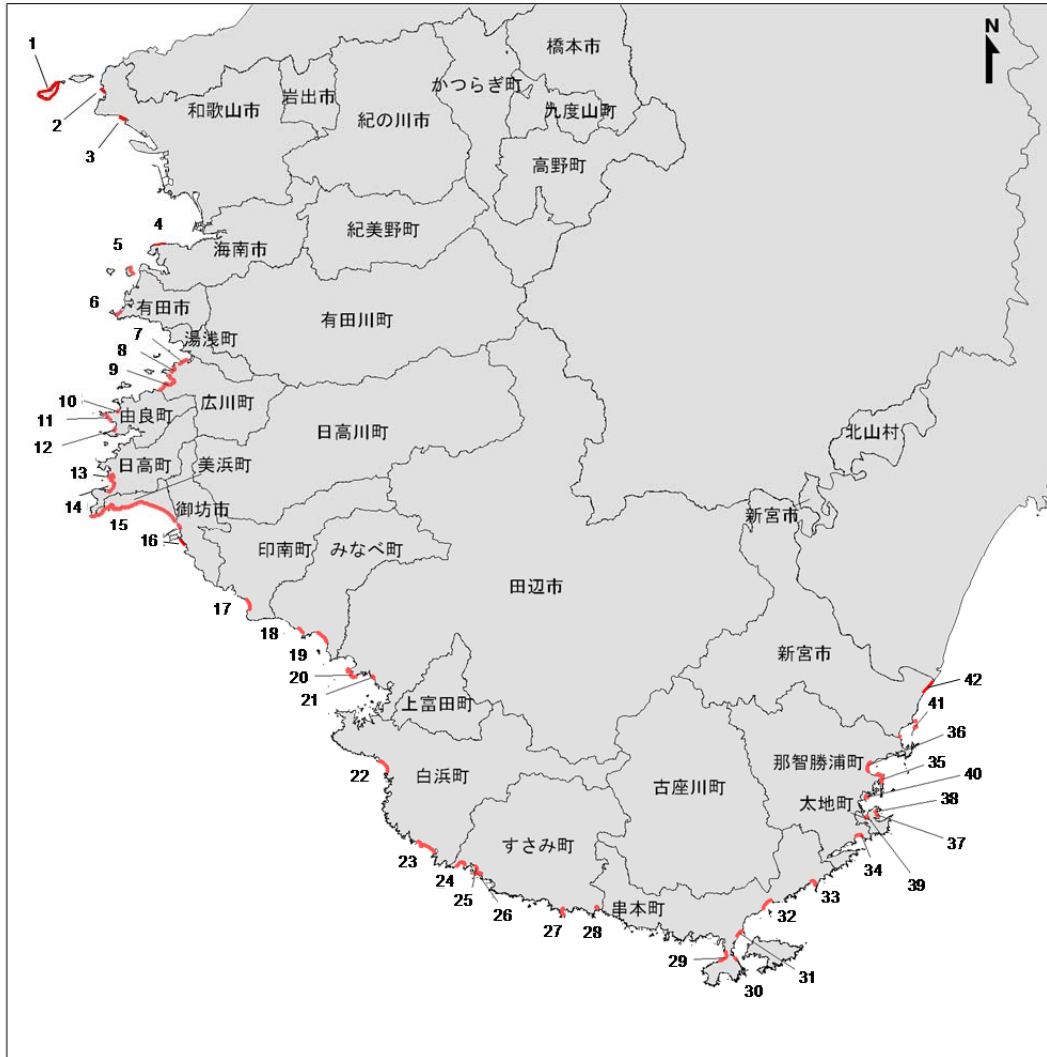 N
1
橋本市
かつらぎ町
岩出市
和歌山市
九度山町
紀の川市
2
3
高野町
4
紀美野町
海南市
5
6
有田市
有田川町
7
湯浅町
8
9
広川町
10
由良町
11
日高川町
北山村
12
日高町
美浜町
13
14
御坊市
新宮市
15
16
印南町
みなべ町
田辺市
17
18
19
新宮市
20
42
21
上富田町
41
36
那智勝浦町
22
白浜町
35
古座川町
40
太地町
38
すさみ町
37
23
34
39
24
25
26
33
32
27
28
串本町
29
31
30